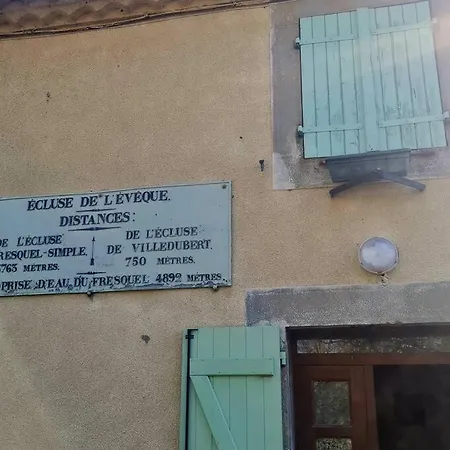 ÉCLUSE DE L'ÉVÊQUE.
DISTANCES:
DE L'ÉCLUSE DE L'ÉCLUSE
FRESQUEL-SIMPLE, DE VILLEDUBERT.
3763 MÈTRES. 750 MÈTRES.
PRISE D'EAU DU FRESQUEL 4892 MÈTRES.